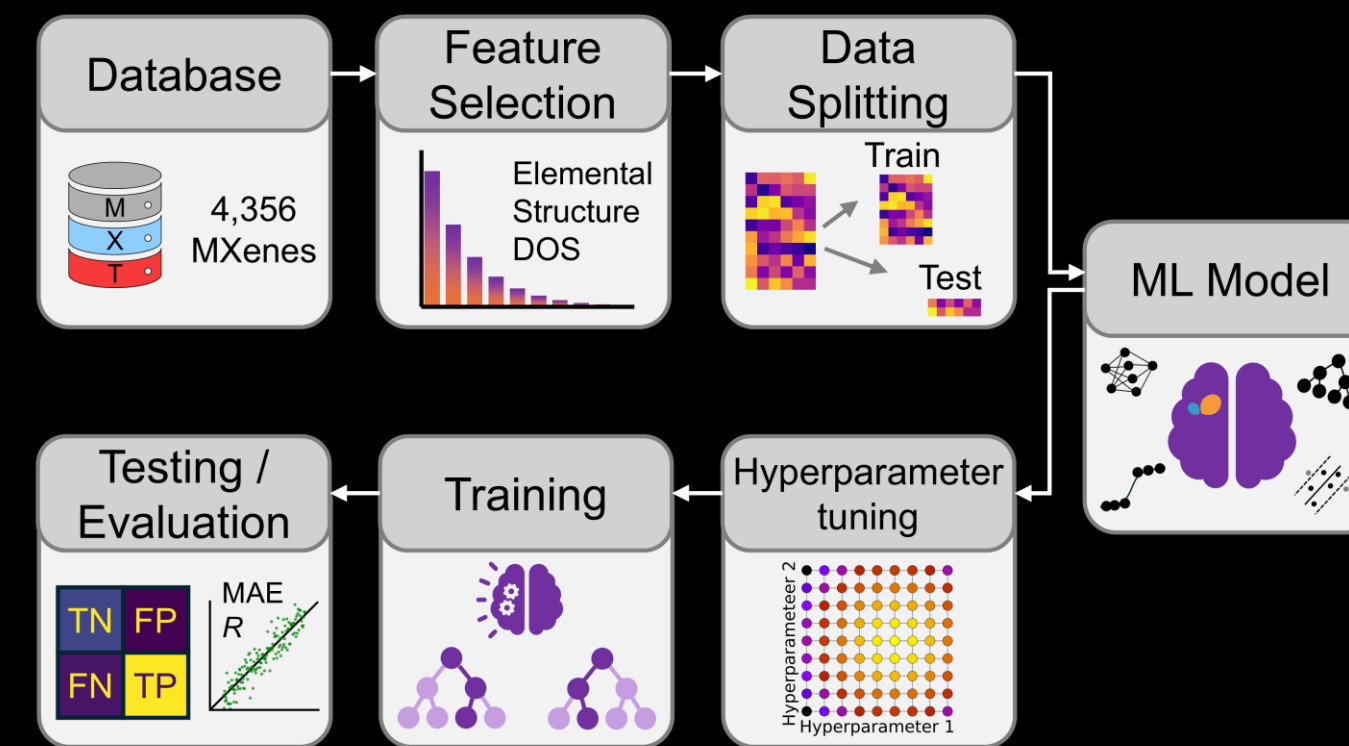 Database
M
X
T
4,356
MXenes
Feature
Selection
Elemental
Structure
DOS
Data
Splitting
Train
Test
ML Model
Hyperparameter
tuning
Hyperparameteer 2
Hyperparameter 1
Training
Testing /
Evaluation
TN FP
FN TP
MAE
R